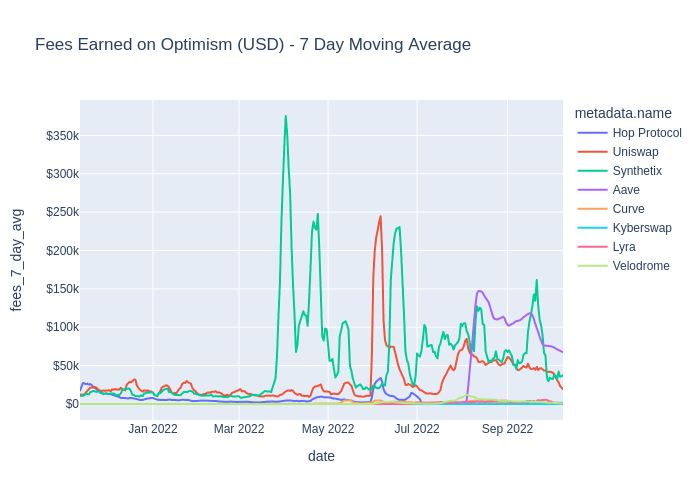 Fees Earned on Optimism (USD) - 7 Day Moving Average
metadata.name
Hop Protocol
Uniswap
Synthetix
Aave
Curve
Kyberswap
Lyra
Velodrome
fees_7_day_avg
$350k
$300k
$250k
$200k
$150k
$100k
$50k
$0
Jan 2022
Mar 2022
May 2022
Jul 2022
Sep 2022
date